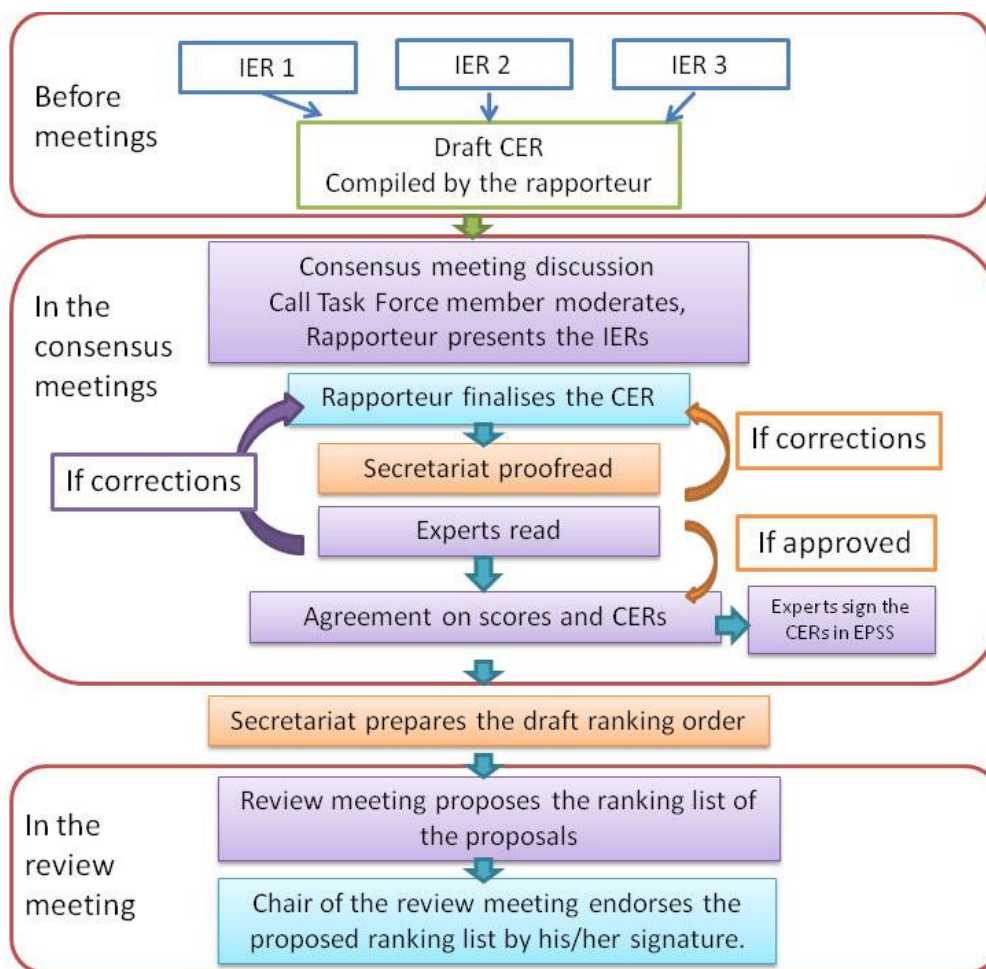 Before
meetings
IER 1
IER 2
IER 3
Draft CER
Compiled by the rapporteur
In the
consensus
meetings
Consensus meeting discussion
Call Task Force member moderates,
Rapporteur presents the IERs
Rapporteur finalises the CER
If corrections
Secretariat proofread
If corrections
Experts read
If approved
Agreement on scores and CERs
Experts sign the
CERs in EPSS
Secretariat prepares the draft ranking order
In the
review
meeting
Review meeting proposes the ranking list of
the proposals
Chair of the review meeting endorses the
proposed ranking list by his/her signature.